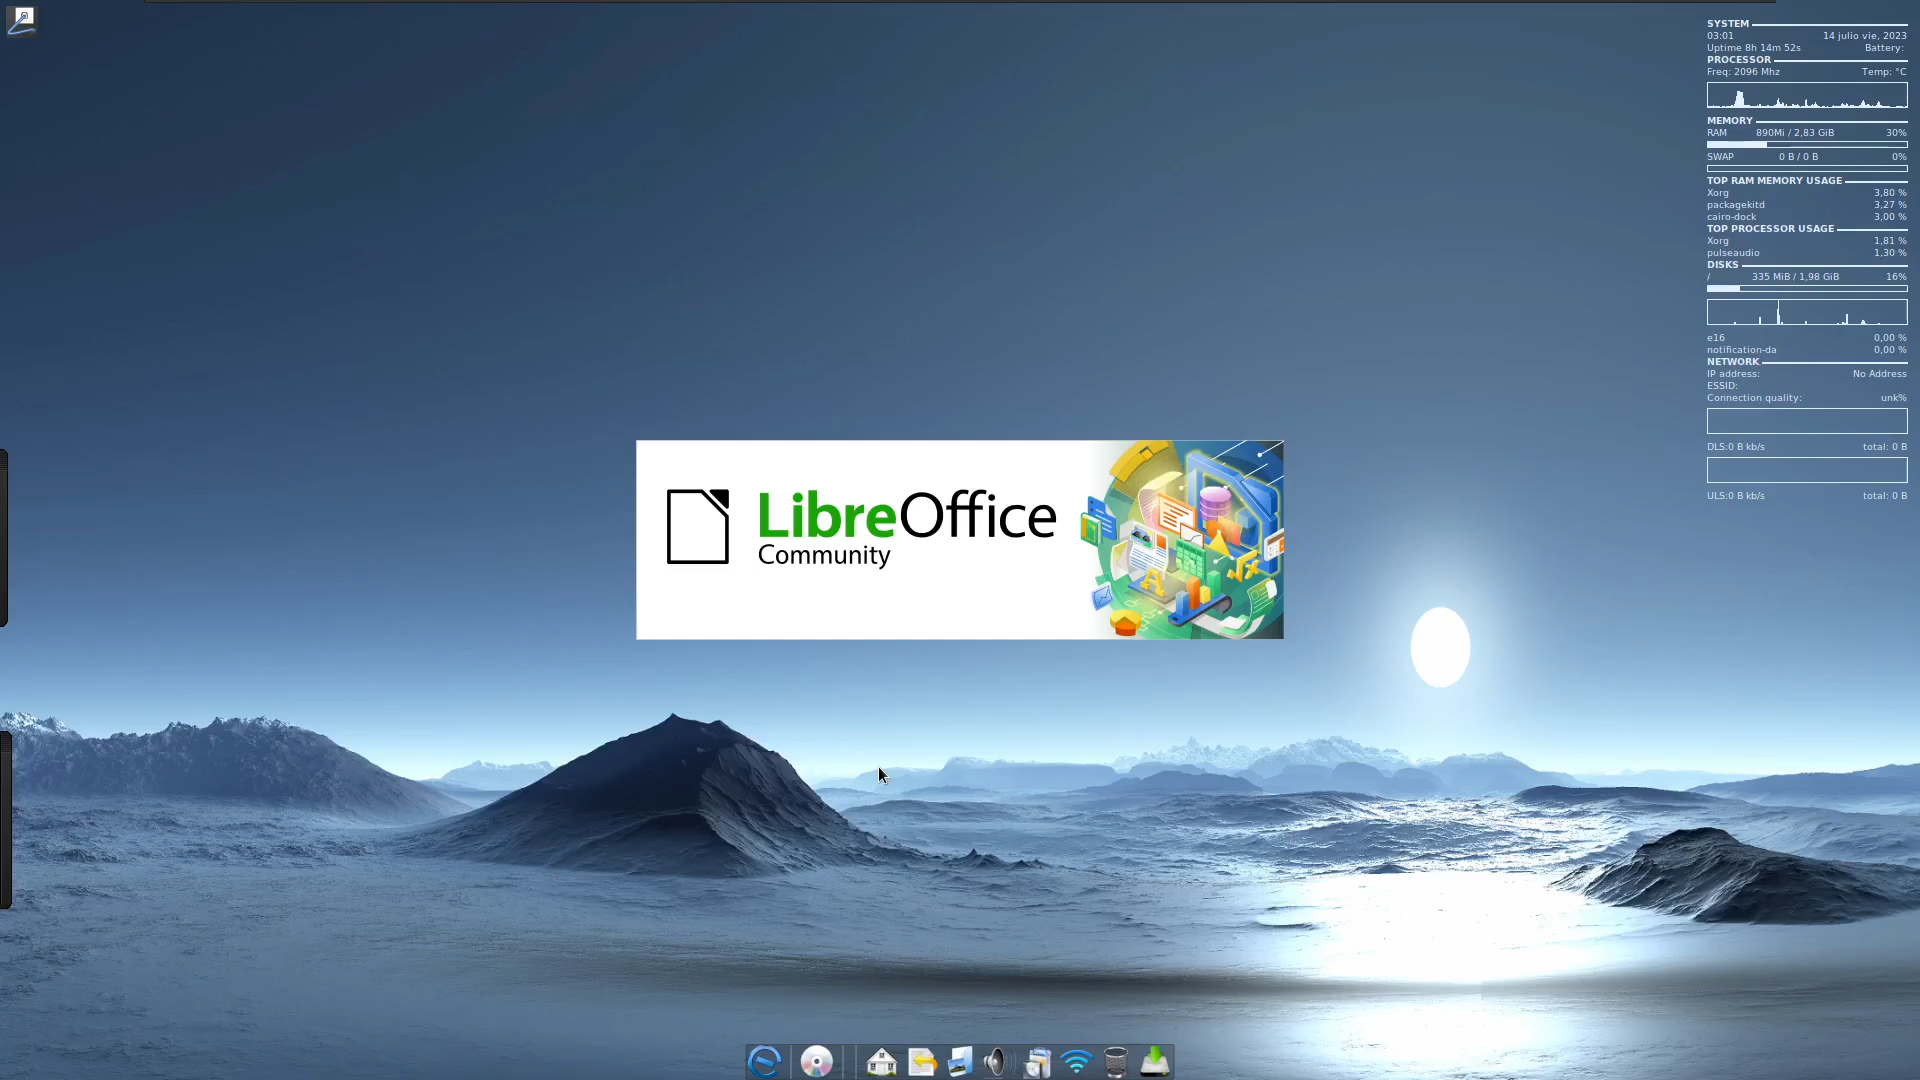 LibreOffice
Community
SYSTEM
03:01 14 julio vie, 2023
Uptime 8h 14m 52s Battery:
PROCESSOR
Freq: 2096 Mhz Temp: °C
MEMORY
RAM 890Mi / 2,83 GiB 30%
SWAP 0 B / 0 B 0%
TOP RAM MEMORY USAGE
Xorg 3,80 %
packagekitd 3,27 %
cairo-dock 3,00 %
TOP PROCESSOR USAGE
Xorg 1,81 %
pulseaudio 1,30 %
DISKS
/ 335 MiB / 1,98 GiB 16%
e16 0,00 %
notification-da 0,00 %
NETWORK
IP address: No Address
ESSID:
Connection quality: unk%
DLS:0 B kb/s total: 0 B
ULS:0 B kb/s total: 0 B